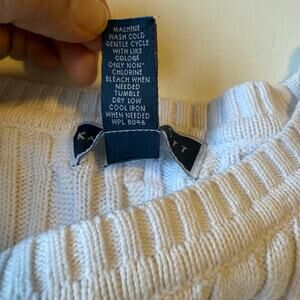 MACHINE
WASH COLD
GENTLE CYCLE
WITH LIKE
COLORS
ONLY NON-
CHLORINE
BLEACH WHEN
NEEDED
TUMBLE
DRY LOW
COOL IRON
WHEN NEEDED
WPL 8046